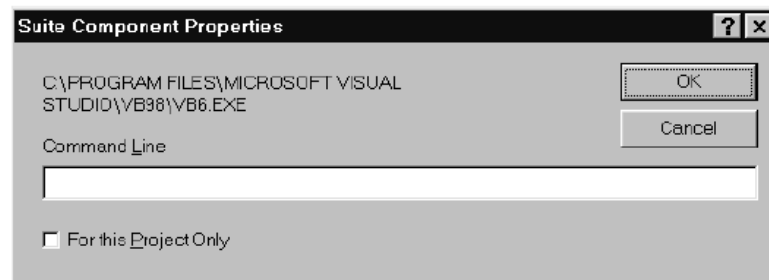 Suite Component Properties
C:\PROGRAM FILES\MICROSOFT VISUAL
STUDIO\VB98\VB6.EXE
OK
Cancel
Command Line
For this Project Only